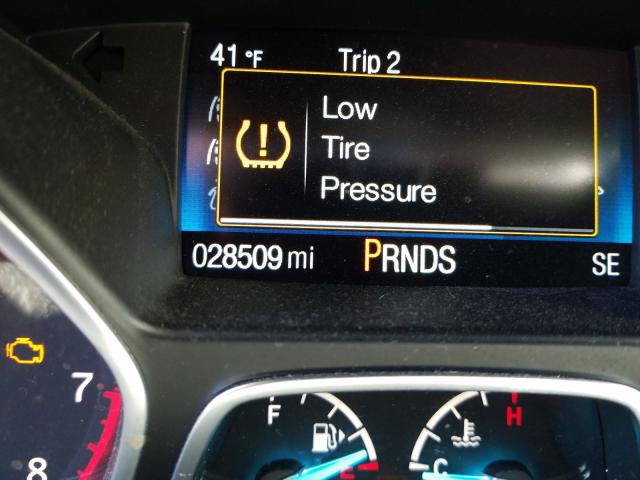 41 °F Trip 2
Low
Tire
Pressure
028509 mi PRNDS SE
7
8
F
E
H
C